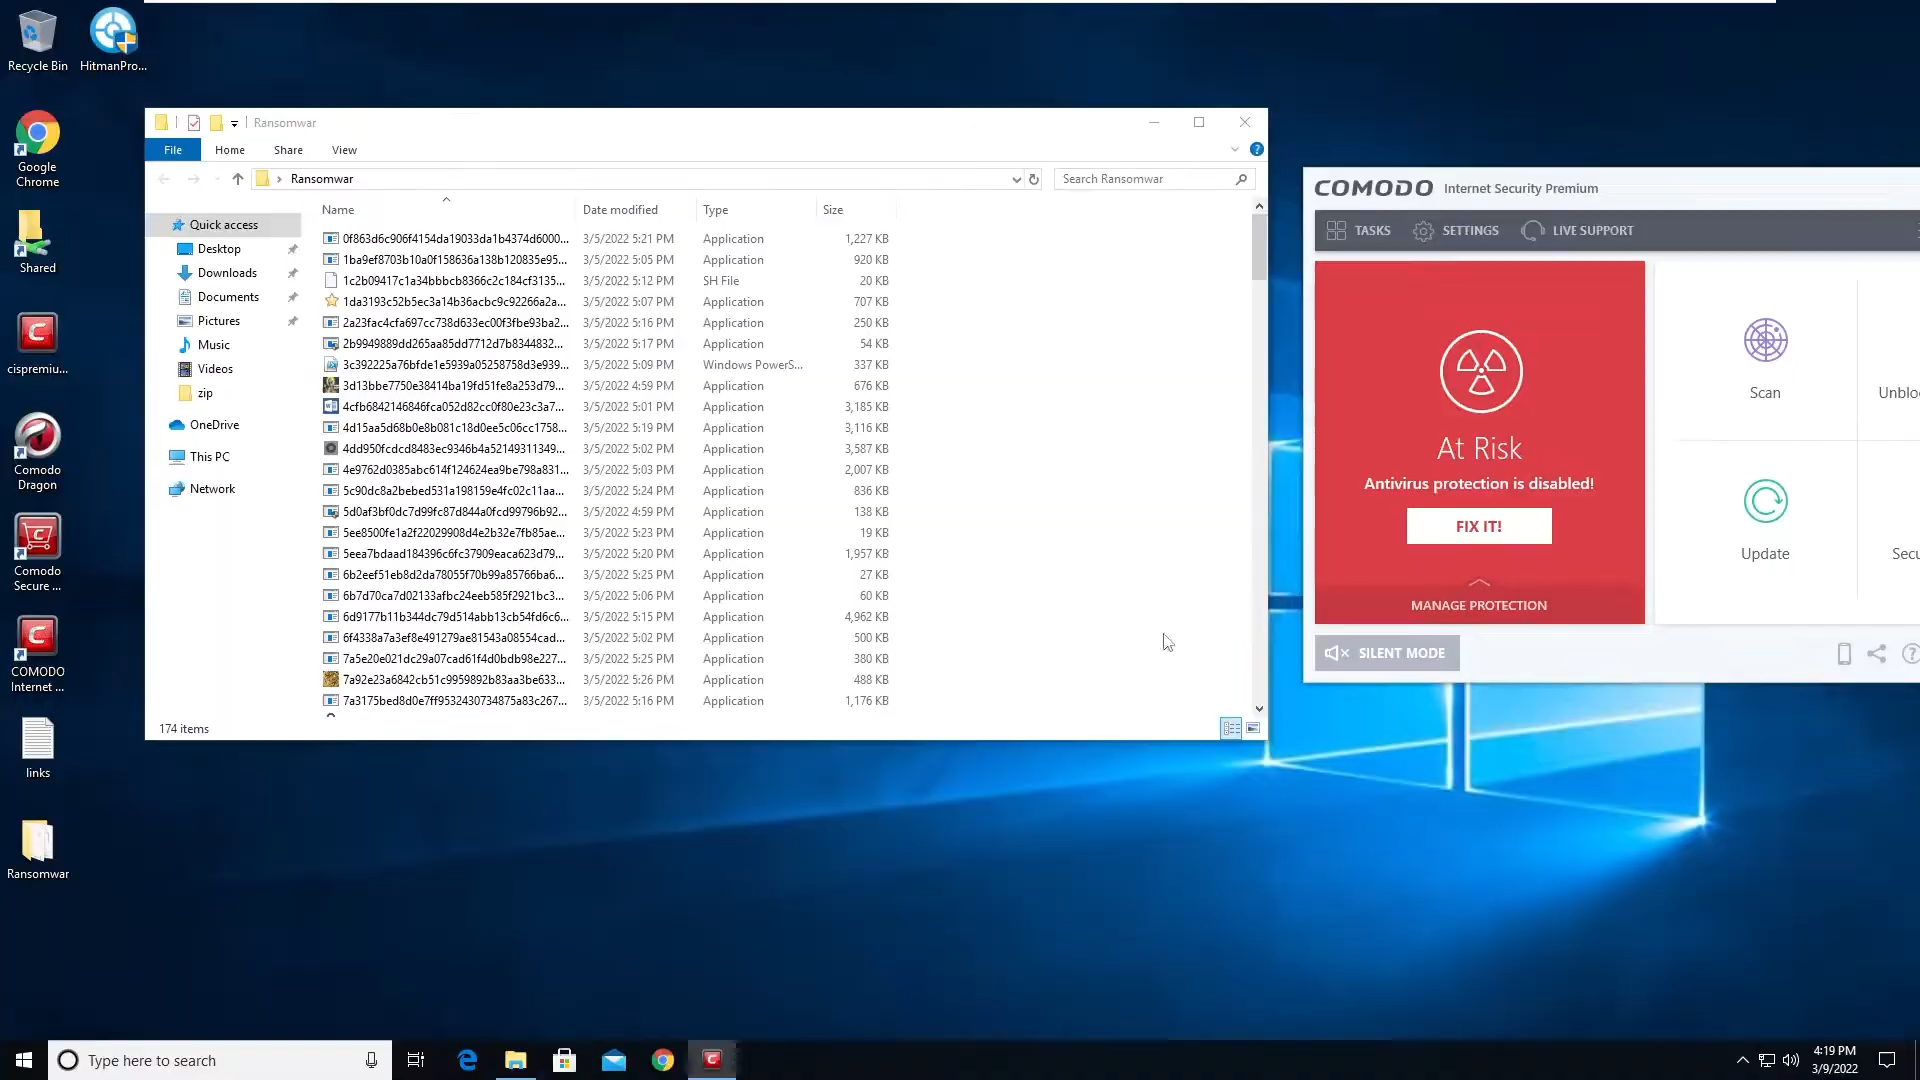 Recycle Bin
HitmanPro...
Google
Chrome
Shared
cispremiu...
Comodo
Dragon
Comodo
Secure ...
COMODO
Internet ...
links
Ransomwar
Ransomwar
File
Home
Share
View
Ransomwar
Search Ransomwar
Quick access
Desktop
Downloads
Documents
Pictures
Music
Videos
zip
OneDrive
This PC
Network
Name Date modified Type Size
0f863d6c906f4154da19033da1b4374d6000... 3/5/2022 5:21 PM Application 1,227 KB
1ba9ef8703b10a0f158636a138b120835e95... 3/5/2022 5:05 PM Application 920 KB
1c2b09417c1a34bbbcb8366c2c184cf3135... 3/5/2022 5:12 PM SH File 20 KB
1da3193c52b5ec3a14b36acbc9c92266a2a... 3/5/2022 5:07 PM Application 707 KB
2a23fac4cfa697cc738d633ec00f3fbe93ba2... 3/5/2022 5:16 PM Application 250 KB
2b9949889dd265aa85dd7712d7b8344832... 3/5/2022 5:17 PM Application 54 KB
3c392225a76bfde1e5939a05258758d3e939... 3/5/2022 5:09 PM Windows PowerS... 337 KB
3d13bbe7750e38414ba19fd51fe8a253d79... 3/5/2022 4:59 PM Application 676 KB
4cfb6842146846fca052d82cc0f80e23c3a7... 3/5/2022 5:01 PM Application 3,185 KB
4d15aa5d68b0e8b081c18d0ee5c06cc1758... 3/5/2022 5:19 PM Application 3,116 KB
4dd950fcdcd8483ec9346b4a52149311349... 3/5/2022 5:02 PM Application 3,587 KB
4e9762d0385abc614f124624ea9be798a831... 3/5/2022 5:03 PM Application 2,007 KB
5c90dc8a2bebed531a198159e4fc02c11aa... 3/5/2022 5:24 PM Application 836 KB
5d0af3bf0dc7d99fc87d844a0fcd99796b92... 3/5/2022 4:59 PM Application 138 KB
5ee8500fe1a2f22029908d4e2b32e7fb85ae... 3/5/2022 5:23 PM Application 19 KB
5eea7bdaad184396c6fc37909eaca623d79... 3/5/2022 5:20 PM Application 1,957 KB
6b2eef51eb8d2da78055f70b99a85766ba6... 3/5/2022 5:25 PM Application 27 KB
6b7d70ca7d02133afbc24eeb585f2921bc3... 3/5/2022 5:06 PM Application 60 KB
6d9177b11b344dc79d514abb13cb54fd6c6... 3/5/2022 5:15 PM Application 4,962 KB
6f4338a7a3ef8e491279ae81543a08554cad... 3/5/2022 5:02 PM Application 500 KB
7a5e20e021dc29a07cad61f4d0bdb98e227... 3/5/2022 5:25 PM Application 380 KB
7a92e23a6842cb51c9959892b83aa3be633... 3/5/2022 5:26 PM Application 488 KB
7a3175bed8d0e7ff9532430734875a83c267... 3/5/2022 5:16 PM Application 1,176 KB
174 items
COMODO Internet Security Premium
TASKS
SETTINGS
LIVE SUPPORT
At Risk
Antivirus protection is disabled!
FIX IT!
MANAGE PROTECTION
Scan
Unblo
Update
Secu
SILENT MODE
Type here to search
4:19 PM
3/9/2022